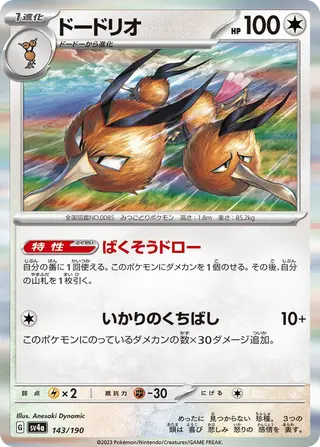 1進化
ドードリオ
HP 100
ドードーから進化
全国図鑑NO.0085 みつごどりポケモン 高さ：1.8m 重さ：85.2kg
特性 ばくそうドロー
自分の番に1回使える。このポケモンにダメカンを1個のせる。その後、自分
の山札を1枚引く。
いかりのくちばし 10+
このポケモンにのっているダメカンの数×30ダメージ追加。
弱点 ×2 抵抗力 -30 にげる
Illus. Anesaki Dynamic
G sv4a 143/190
めったに 見つからない 珍種。3つの
頭は 喜び 悲しみ 怒りの 感情を 表す。
©2023 Pokémon/Nintendo/Creatures/GAME FREAK.